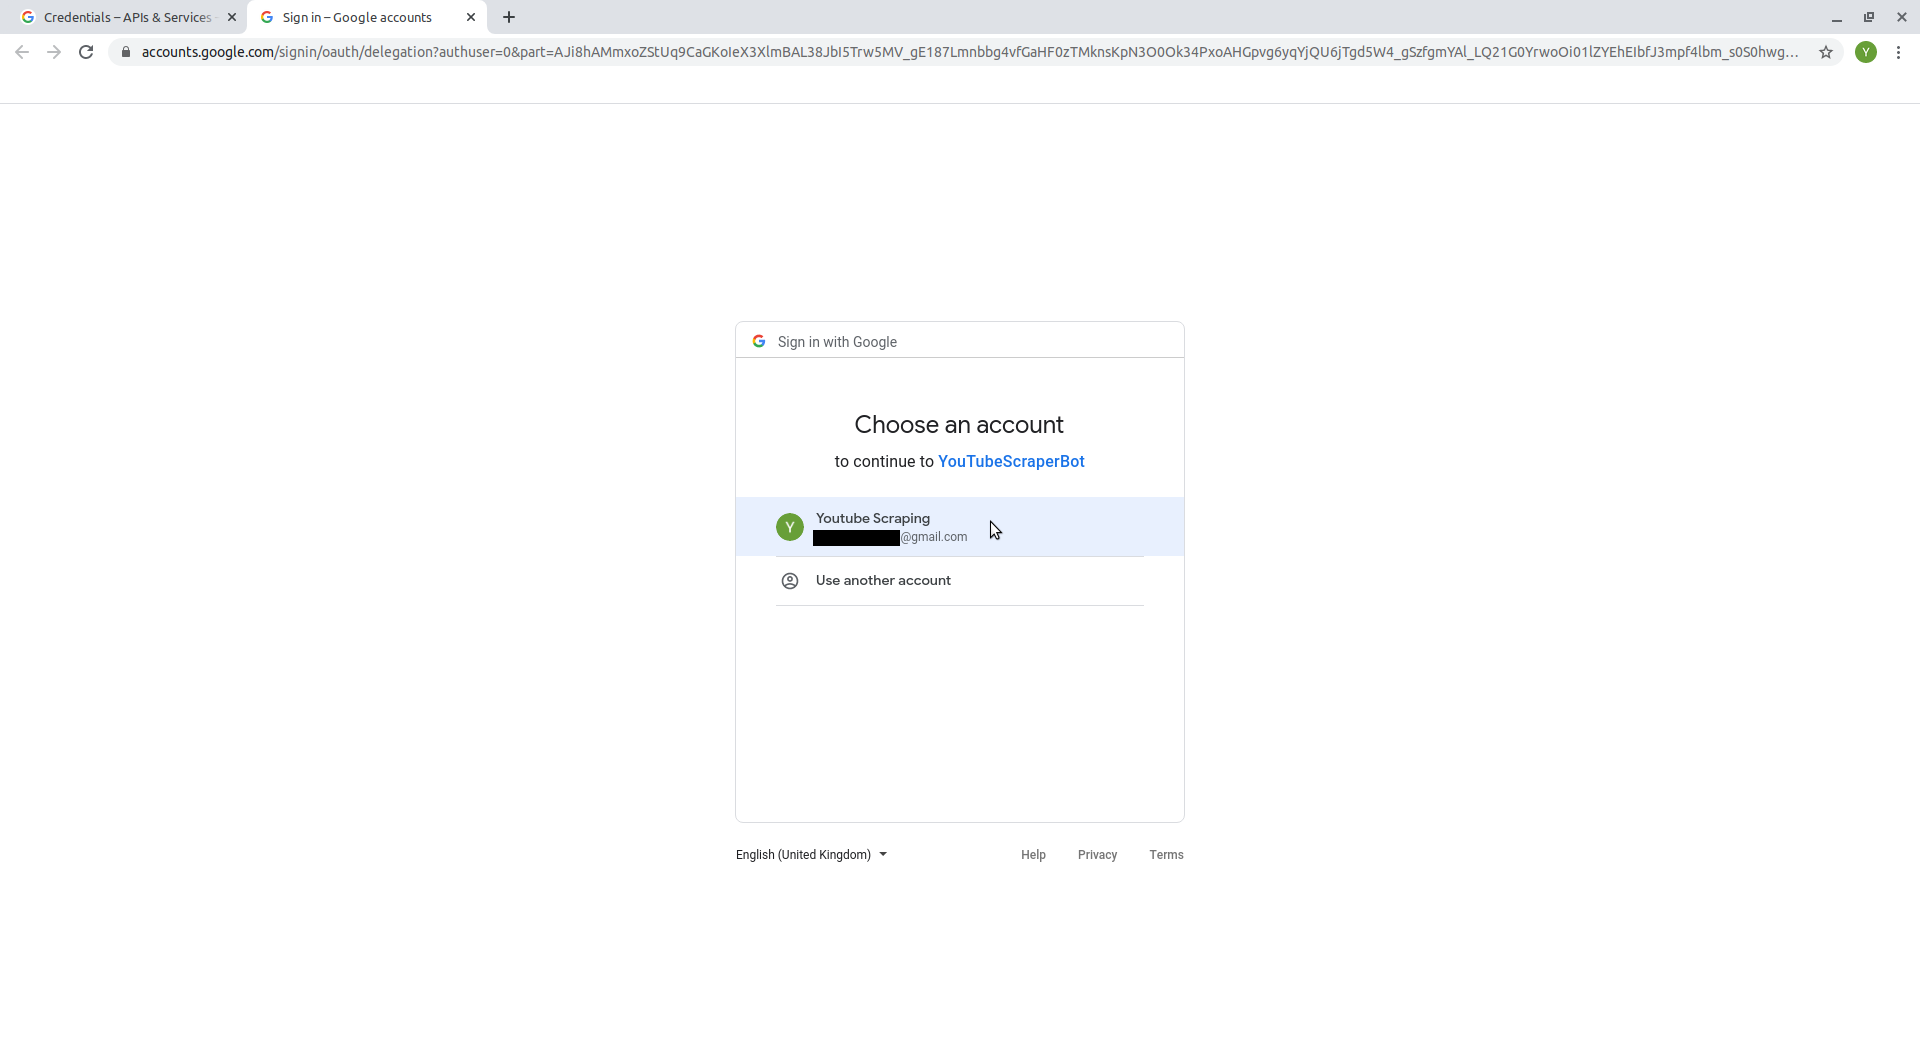 Credentials – APIs & Services
Sign in – Google accounts
accounts.google.com/signin/oauth/delegation?authuser=0&part=AJi8hAMmxoZStUq9CaGKoIeX3XlmBAL38JbI5Trw5MV_gE187Lmnbbg4vfGaHF0zTMknsKpN3O0Ok34PxoAHGpvg6yqYjQU6jTgd5W4_gSzfgmYAl_LQ21G0YrwoOi01lZYEhEIbfJ3mpf4lbm_s0S0hwg...
Y
Sign in with Google
Choose an account
to continue to YouTubeScraperBot
Y
Youtube Scraping
@gmail.com
Use another account
English (United Kingdom)
Help Privacy Terms